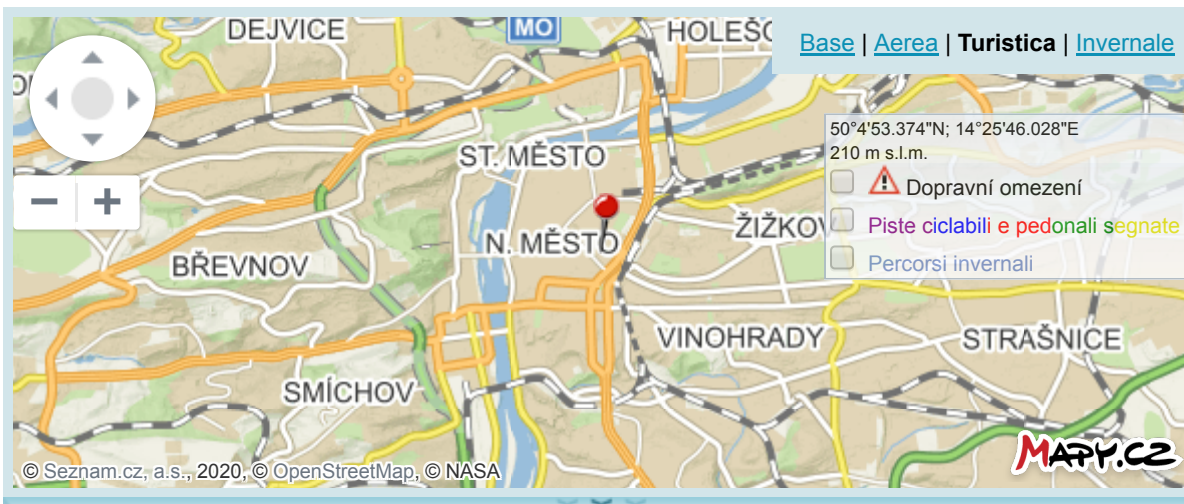 DEJVICE
MO
HOLEŠO
Base | Aerea | Turistica | Invernale
50°4'53.374"N; 14°25'46.028"E
210 m s.l.m.
Dopravní omezení
Piste ciclabili e pedonali segnate
Percorsi invernali
ST. MĚSTO
N. MĚSTO
ŽIŽKOV
BŘEVNOV
VINOHRADY
STRAŠNICE
SMÍCHOV
MAPY.CZ
© Seznam.cz, a.s., 2020, © OpenStreetMap, © NASA